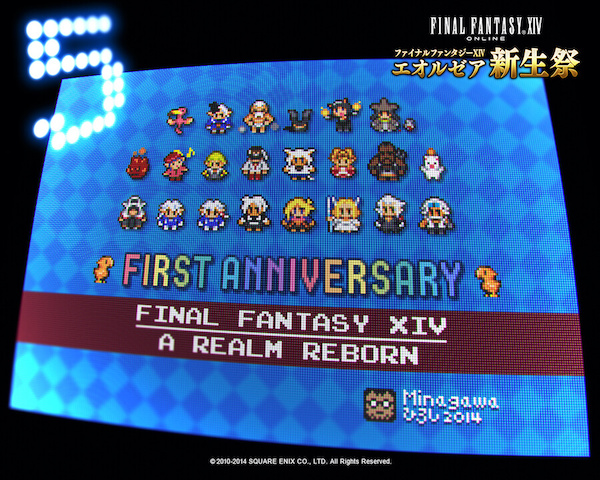 5
FINAL FANTASY® XIV
ONLINE
ファイナルファンタジーXIV
エオルゼア 新生祭
FIRST ANNIVERSARY
FINAL FANTASY XIV
A REALM REBORN
Minagawa
ひろし 2014
© 2010-2014 SQUARE ENIX CO., LTD. All Rights Reserved.